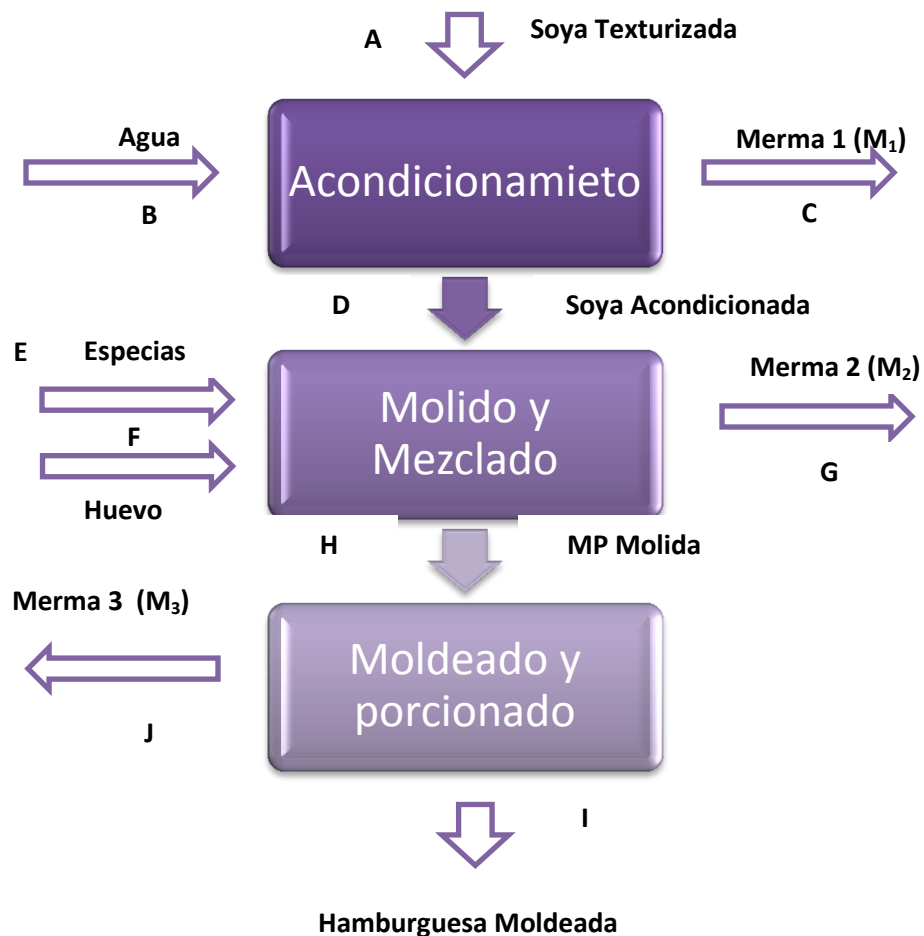 A
Soya Texturizada
Agua
Acondicionamieto
Merma 1 (M₁)
B
C
D
Soya Acondicionada
E
Especias
Merma 2 (M₂)
Molido y
Mezclado
F
G
Huevo
H
MP Molida
Merma 3 (M₃)
Moldeado y
porcionado
J
I
Hamburguesa Moldeada